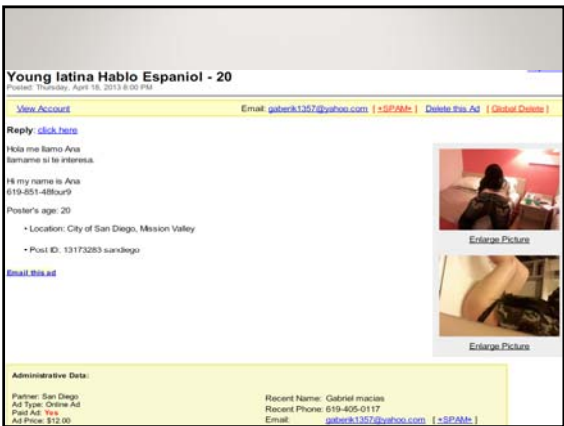 Young latina Hablo Espaniol - 20
Posted: Thursday, April 18, 2013 8:00 PM
View Account Email: gaberik1357@yahoo.com [ +SPAM+ ] Delete this Ad [ Global Delete ]
Reply: click here
Hola me llamo Ana
llamame si te interesa.
Hi my name is Ana
619-851-48four9
Poster's age: 20
• Location: City of San Diego, Mission Valley
• Post ID: 13173283 sandiego
Email this ad
Enlarge Picture
Enlarge Picture
Administrative Data:
Partner: San Diego
Ad Type: Online Ad
Paid Ad: Yes
Ad Price: $12.00
Recent Name: Gabriel macias
Recent Phone: 619-405-0117
Email: gaberik1357@yahoo.com [ +SPAM+ ]